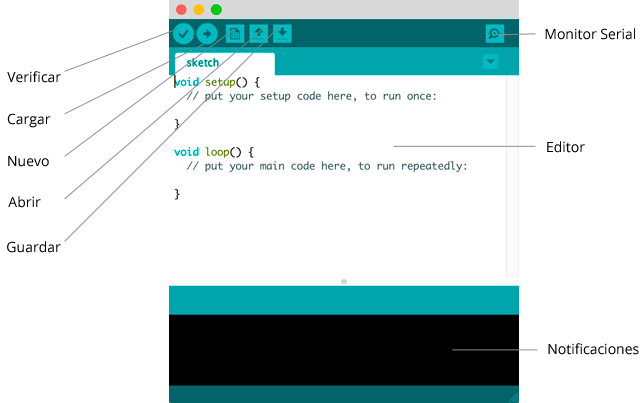 Verificar
Cargar
Nuevo
Abrir
Guardar
sketch
void setup() {
// put your setup code here, to run once:
}
void loop() {
// put your main code here, to run repeatedly:
}
Monitor Serial
Editor
Notificaciones